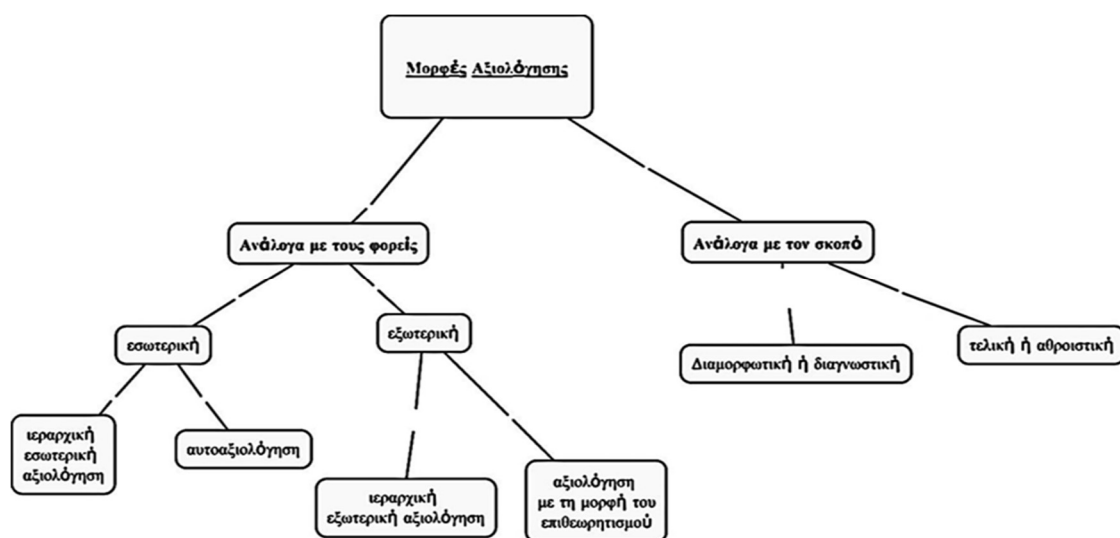 Μορφές Αξιολόγησης
Ανάλογα με τους φορείς
Ανάλογα με τον σκοπό
εσωτερική
εξωτερική
Διαμορφωτική ή διαγνωστική
τελική ή αθροιστική
ιεραρχική
εσωτερική
αξιολόγηση
αυτοαξιολόγηση
ιεραρχική
εξωτερική αξιολόγηση
αξιολόγηση
με τη μορφή του
επιθεωρητισμού